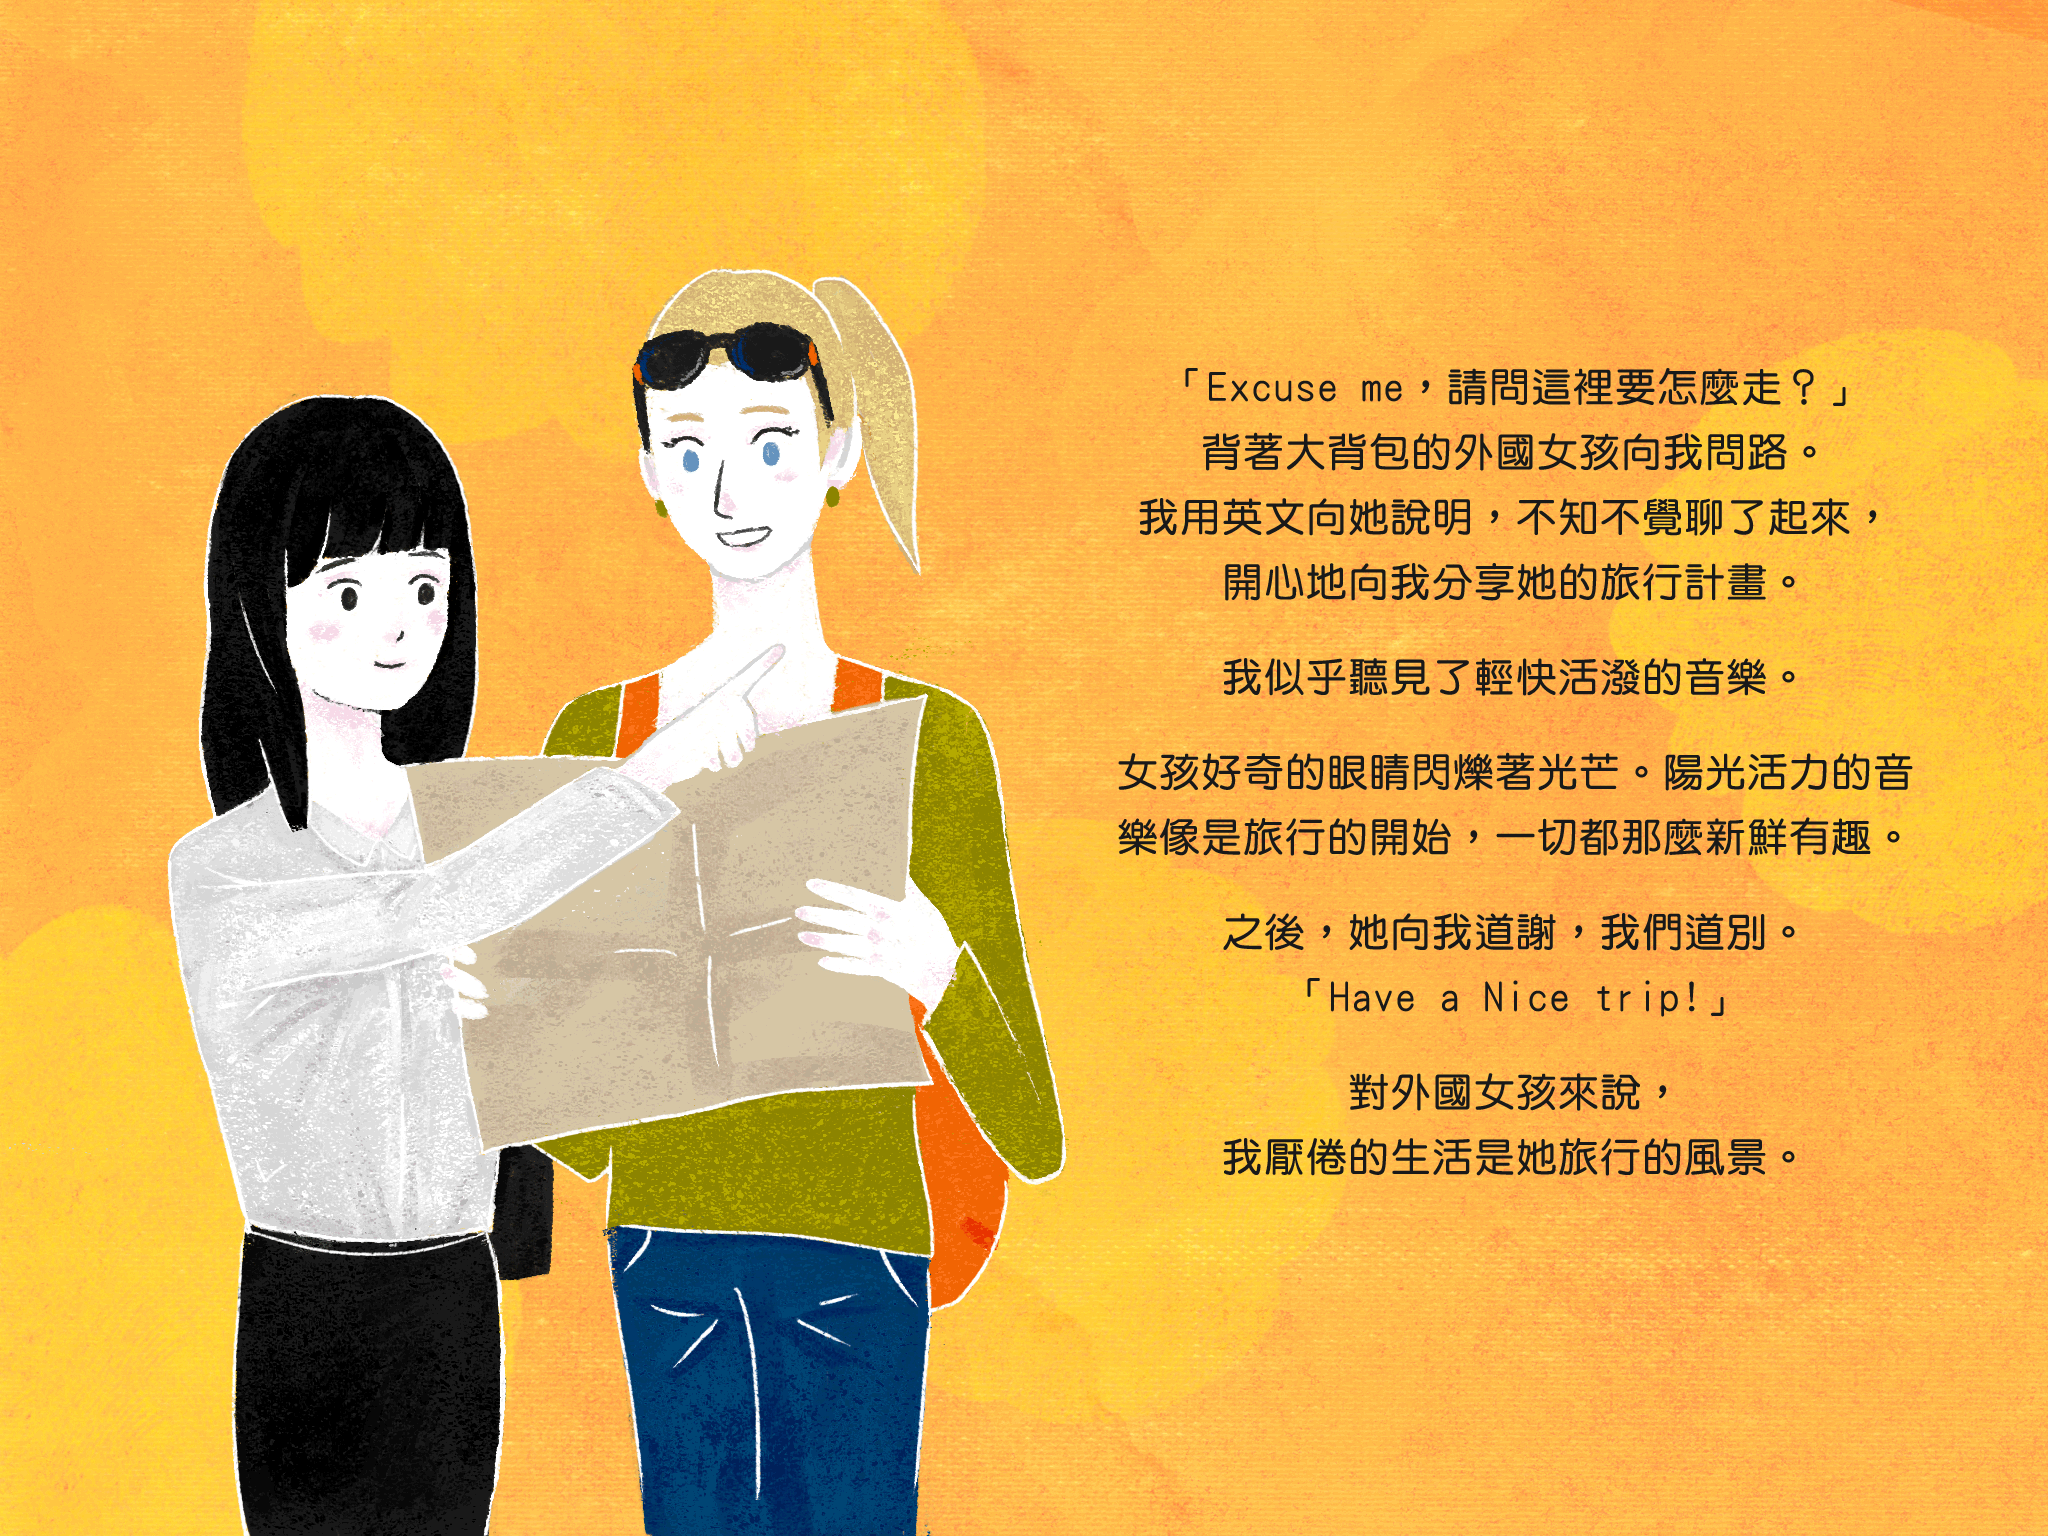 「Excuse me，請問這裡要怎麼走？」
背著大背包的外國女孩向我問路。
我用英文向她說明，不知不覺聊了起來，
開心地向我分享她的旅行計畫。
我似乎聽見了輕快活潑的音樂。
女孩好奇的眼睛閃爍著光芒。陽光活力的音
樂像是旅行的開始，一切都那麼新鮮有趣。
之後，她向我道謝，我們道別。
「Have a Nice trip!」
對外國女孩來說，
我厭倦的生活是她旅行的風景。